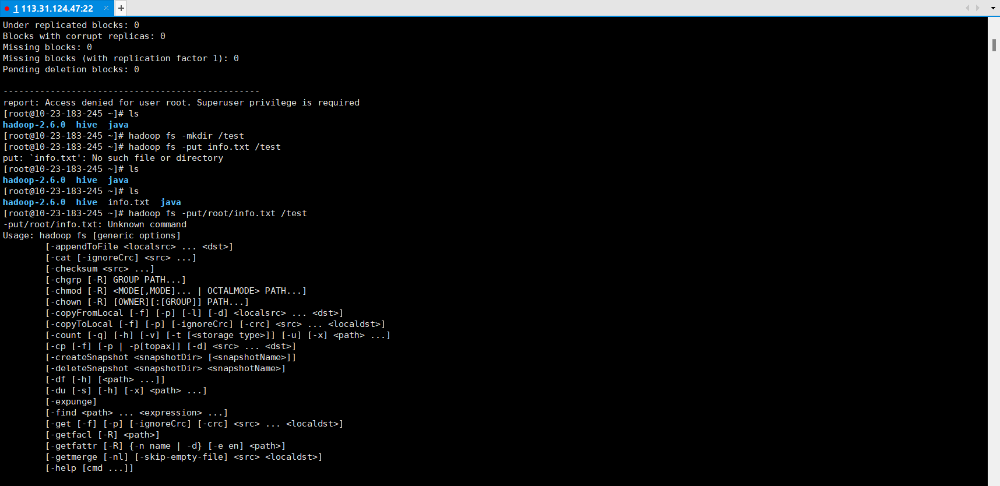 1 113.31.124.47:22 × +
Under replicated blocks: 0
Blocks with corrupt replicas: 0
Missing blocks: 0
Missing blocks (with replication factor 1): 0
Pending deletion blocks: 0
-------------------------------------------------
report: Access denied for user root. Superuser privilege is required
[root@10-23-183-245 ~]# ls
hadoop-2.6.0  hive  java
[root@10-23-183-245 ~]# hadoop fs -mkdir /test
[root@10-23-183-245 ~]# hadoop fs -put info.txt /test
put: `info.txt': No such file or directory
[root@10-23-183-245 ~]# ls
hadoop-2.6.0  hive  java
[root@10-23-183-245 ~]# ls
hadoop-2.6.0  hive  info.txt  java
[root@10-23-183-245 ~]# hadoop fs -put/root/info.txt /test
-put/root/info.txt: Unknown command
Usage: hadoop fs [generic options]
        [-appendToFile <localsrc> ... <dst>]
        [-cat [-ignoreCrc] <src> ...]
        [-checksum <src> ...]
        [-chgrp [-R] GROUP PATH...]
        [-chmod [-R] <MODE[,MODE]... | OCTALMODE> PATH...]
        [-chown [-R] [OWNER][:[GROUP]] PATH...]
        [-copyFromLocal [-f] [-p] [-l] [-d] <localsrc> ... <dst>]
        [-copyToLocal [-f] [-p] [-ignoreCrc] [-crc] <src> ... <localdst>]
        [-count [-q] [-h] [-v] [-t [<storage type>]] [-u] [-x] <path> ...]
        [-cp [-f] [-p | -p[topax]] [-d] <src> ... <dst>]
        [-createSnapshot <snapshotDir> [<snapshotName>]]
        [-deleteSnapshot <snapshotDir> <snapshotName>]
        [-df [-h] [<path> ...]]
        [-du [-s] [-h] [-x] <path> ...]
        [-expunge]
        [-find <path> ... <expression> ...]
        [-get [-f] [-p] [-ignoreCrc] [-crc] <src> ... <localdst>]
        [-getfacl [-R] <path>]
        [-getfattr [-R] {-n name | -d} [-e en] <path>]
        [-getmerge [-nl] [-skip-empty-file] <src> <localdst>]
        [-help [cmd ...]]